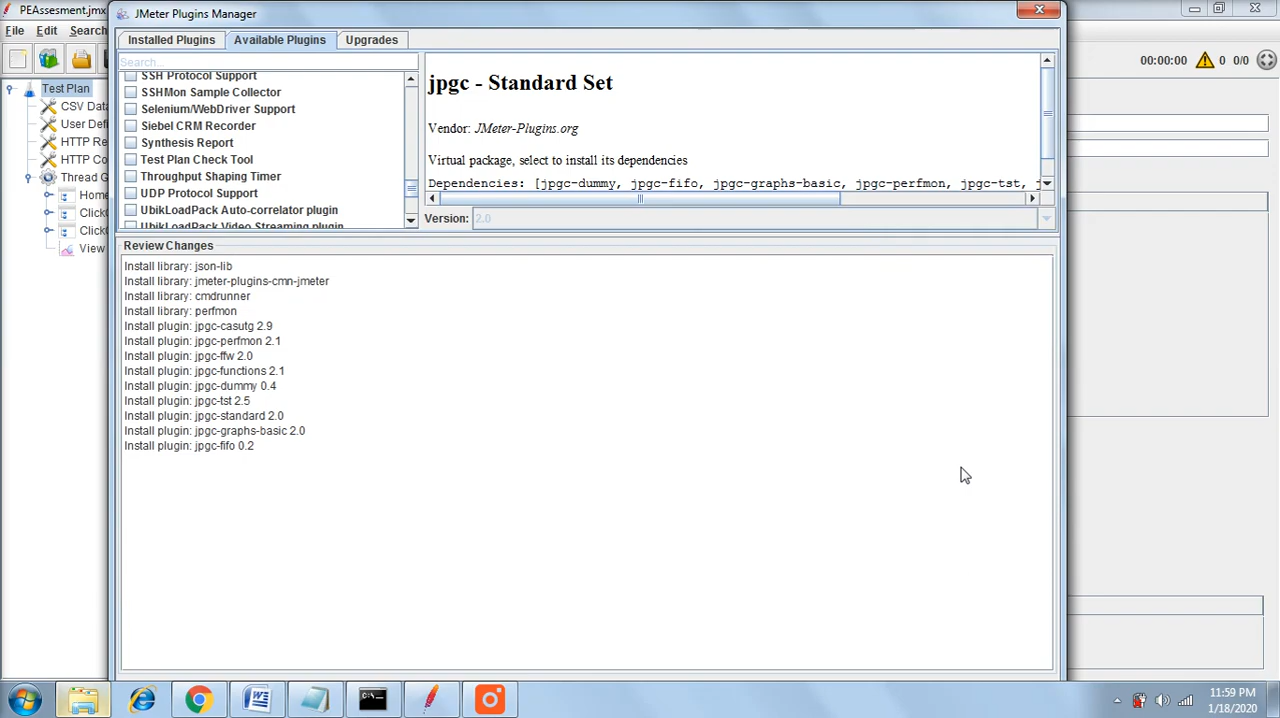 PEAssesment.jmx
JMeter Plugins Manager
File Edit Search
Installed Plugins Available Plugins Upgrades
00:00:00 0 0/0
Search...
SSH Protocol Support
SSHMon Sample Collector
Selenium/WebDriver Support
Siebel CRM Recorder
Synthesis Report
Test Plan Check Tool
Throughput Shaping Timer
UDP Protocol Support
UbikLoadPack Auto-correlator plugin
UbikLoadPack Video Streaming plugin
jpgc - Standard Set
Vendor: JMeter-Plugins.org
Virtual package, select to install its dependencies
Dependencies: [jpgc-dummy, jpgc-fifo, jpgc-graphs-basic, jpgc-perfmon, jpgc-tst, j
Version: 2.0
Test Plan
CSV Data
User Defi
HTTP Re
HTTP Co
Thread G
Home
Click
Click
View
Review Changes
Install library: json-lib
Install library: jmeter-plugins-cmn-jmeter
Install library: cmdrunner
Install library: perfmon
Install plugin: jpgc-casutg 2.9
Install plugin: jpgc-perfmon 2.1
Install plugin: jpgc-ffw 2.0
Install plugin: jpgc-functions 2.1
Install plugin: jpgc-dummy 0.4
Install plugin: jpgc-tst 2.5
Install plugin: jpgc-standard 2.0
Install plugin: jpgc-graphs-basic 2.0
Install plugin: jpgc-fifo 0.2
11:59 PM
1/18/2020